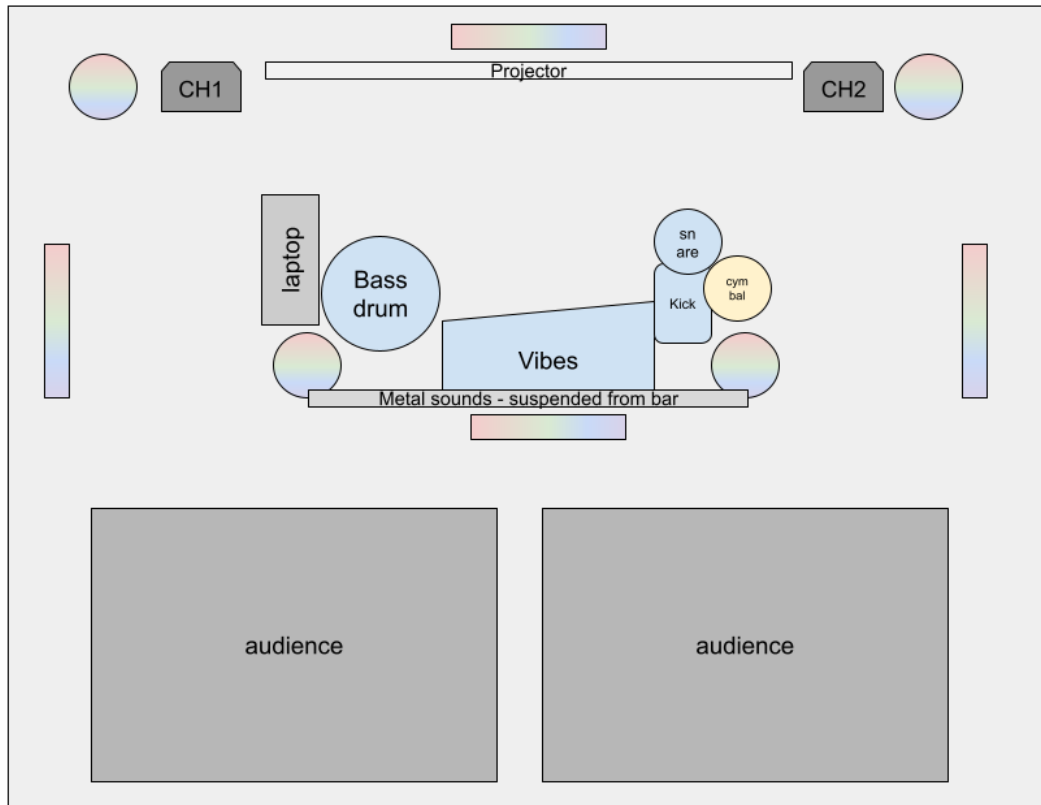 CH1
Projector
CH2
laptop
Bass
drum
sn
are
cym
bal
Kick
Vibes
Metal sounds - suspended from bar
audience
audience